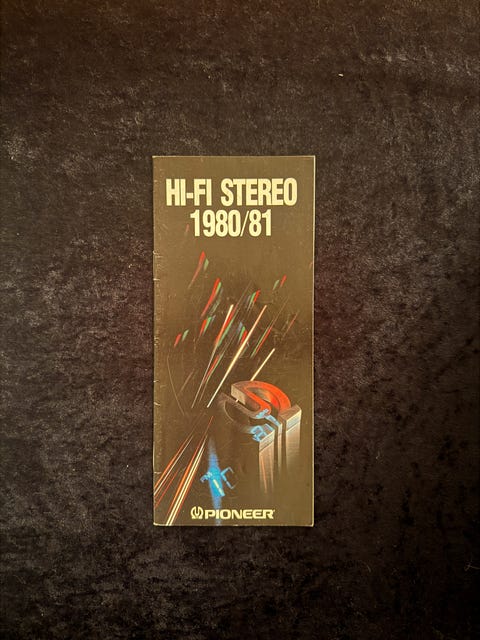 HI-FI STEREO
1980/81
PIONEER